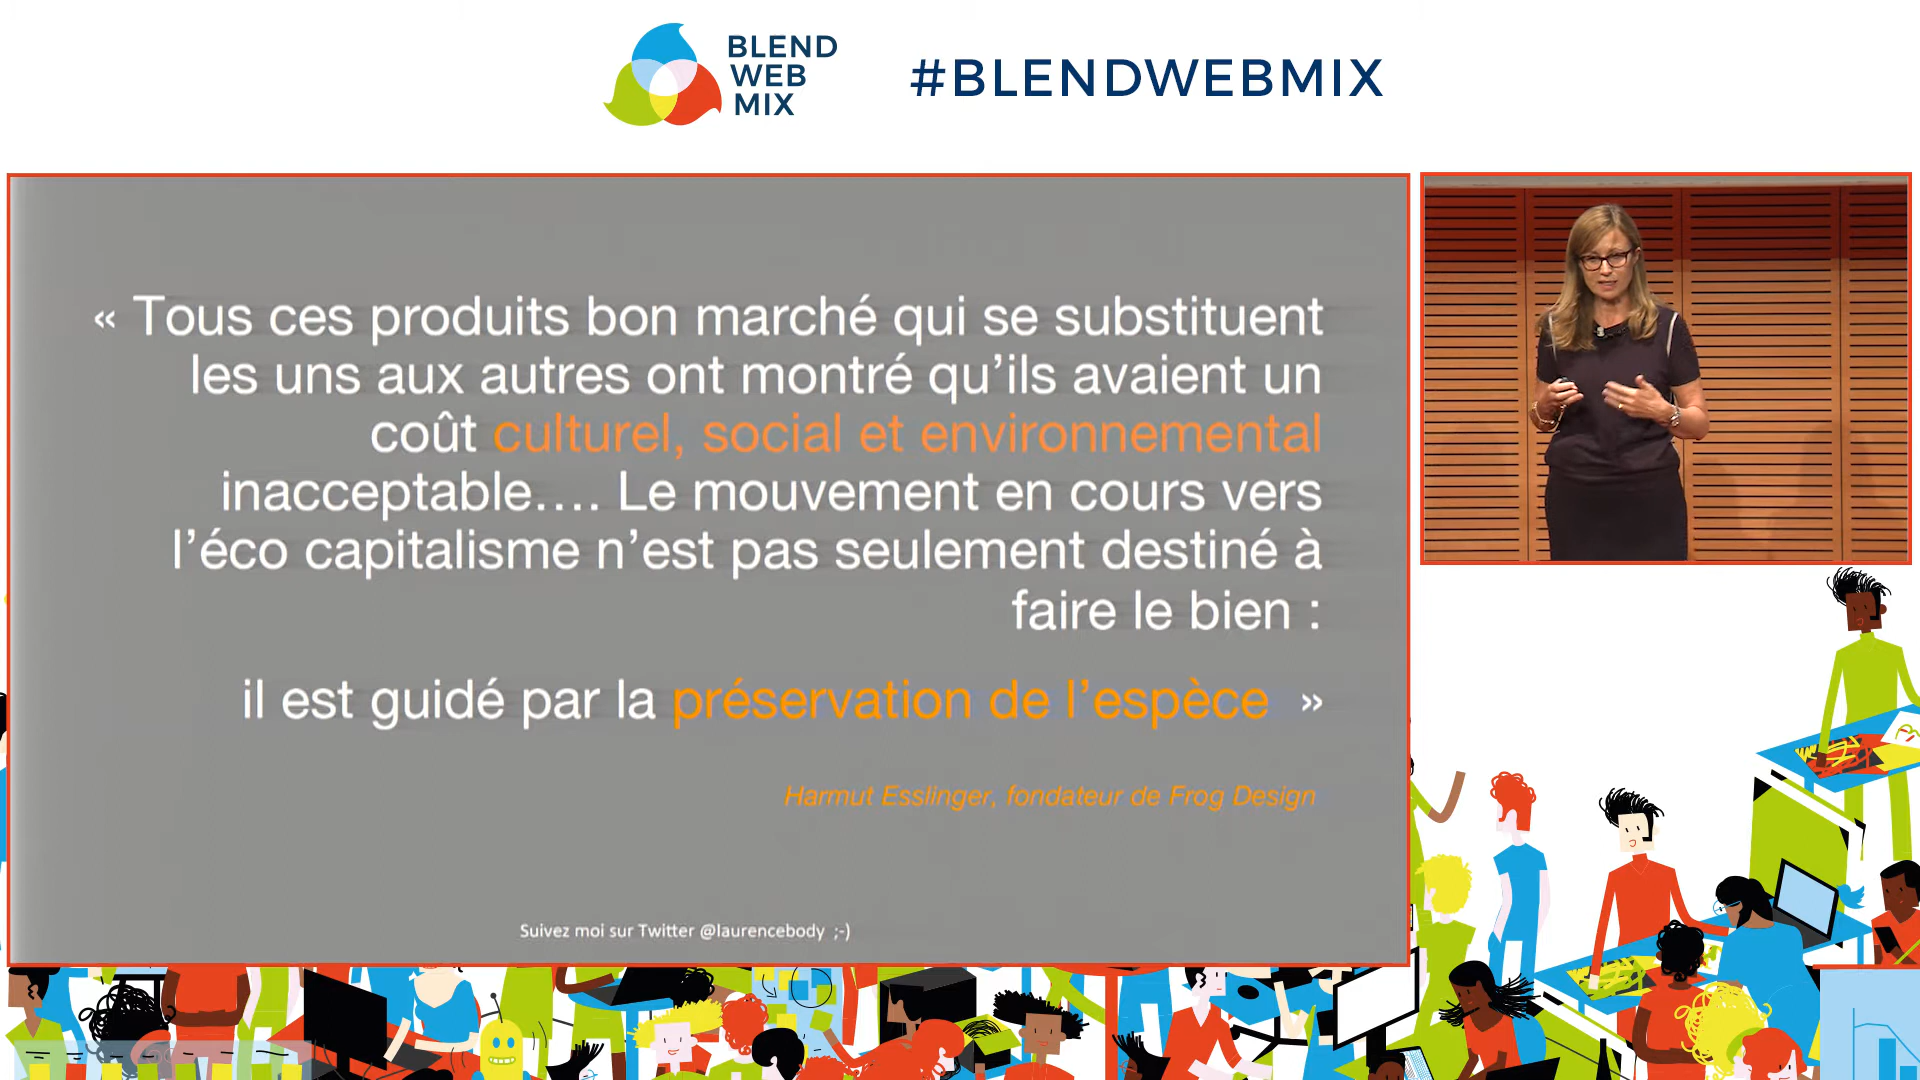 BLEND
WEB
MIX
#BLENDWEBMIX
« Tous ces produits bon marché qui se substituent
les uns aux autres ont montré qu’ils avaient un
coût culturel, social et environnemental
inacceptable…. Le mouvement en cours vers
l’éco capitalisme n’est pas seulement destiné à
faire le bien :
il est guidé par la préservation de l’espèce »
Harmut Esslinger, fondateur de Frog Design
Suivez moi sur Twitter @laurencebody ;-)